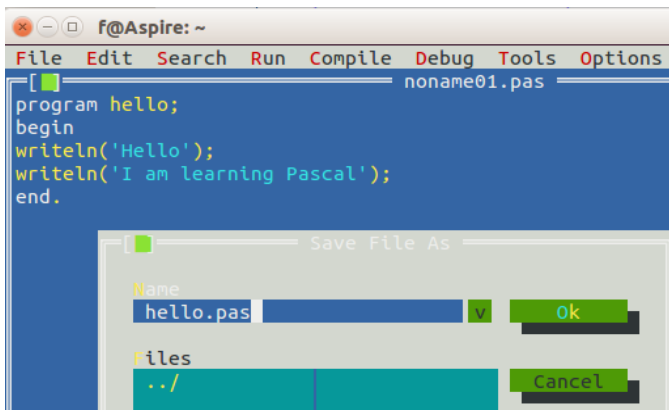 f@Aspire: ~
File Edit Search Run Compile Debug Tools Options
noname01.pas
program hello;
begin
writeln('Hello');
writeln('I am learning Pascal');
end.
Save File As
Name
hello.pas v Ok
Files
../ Cancel